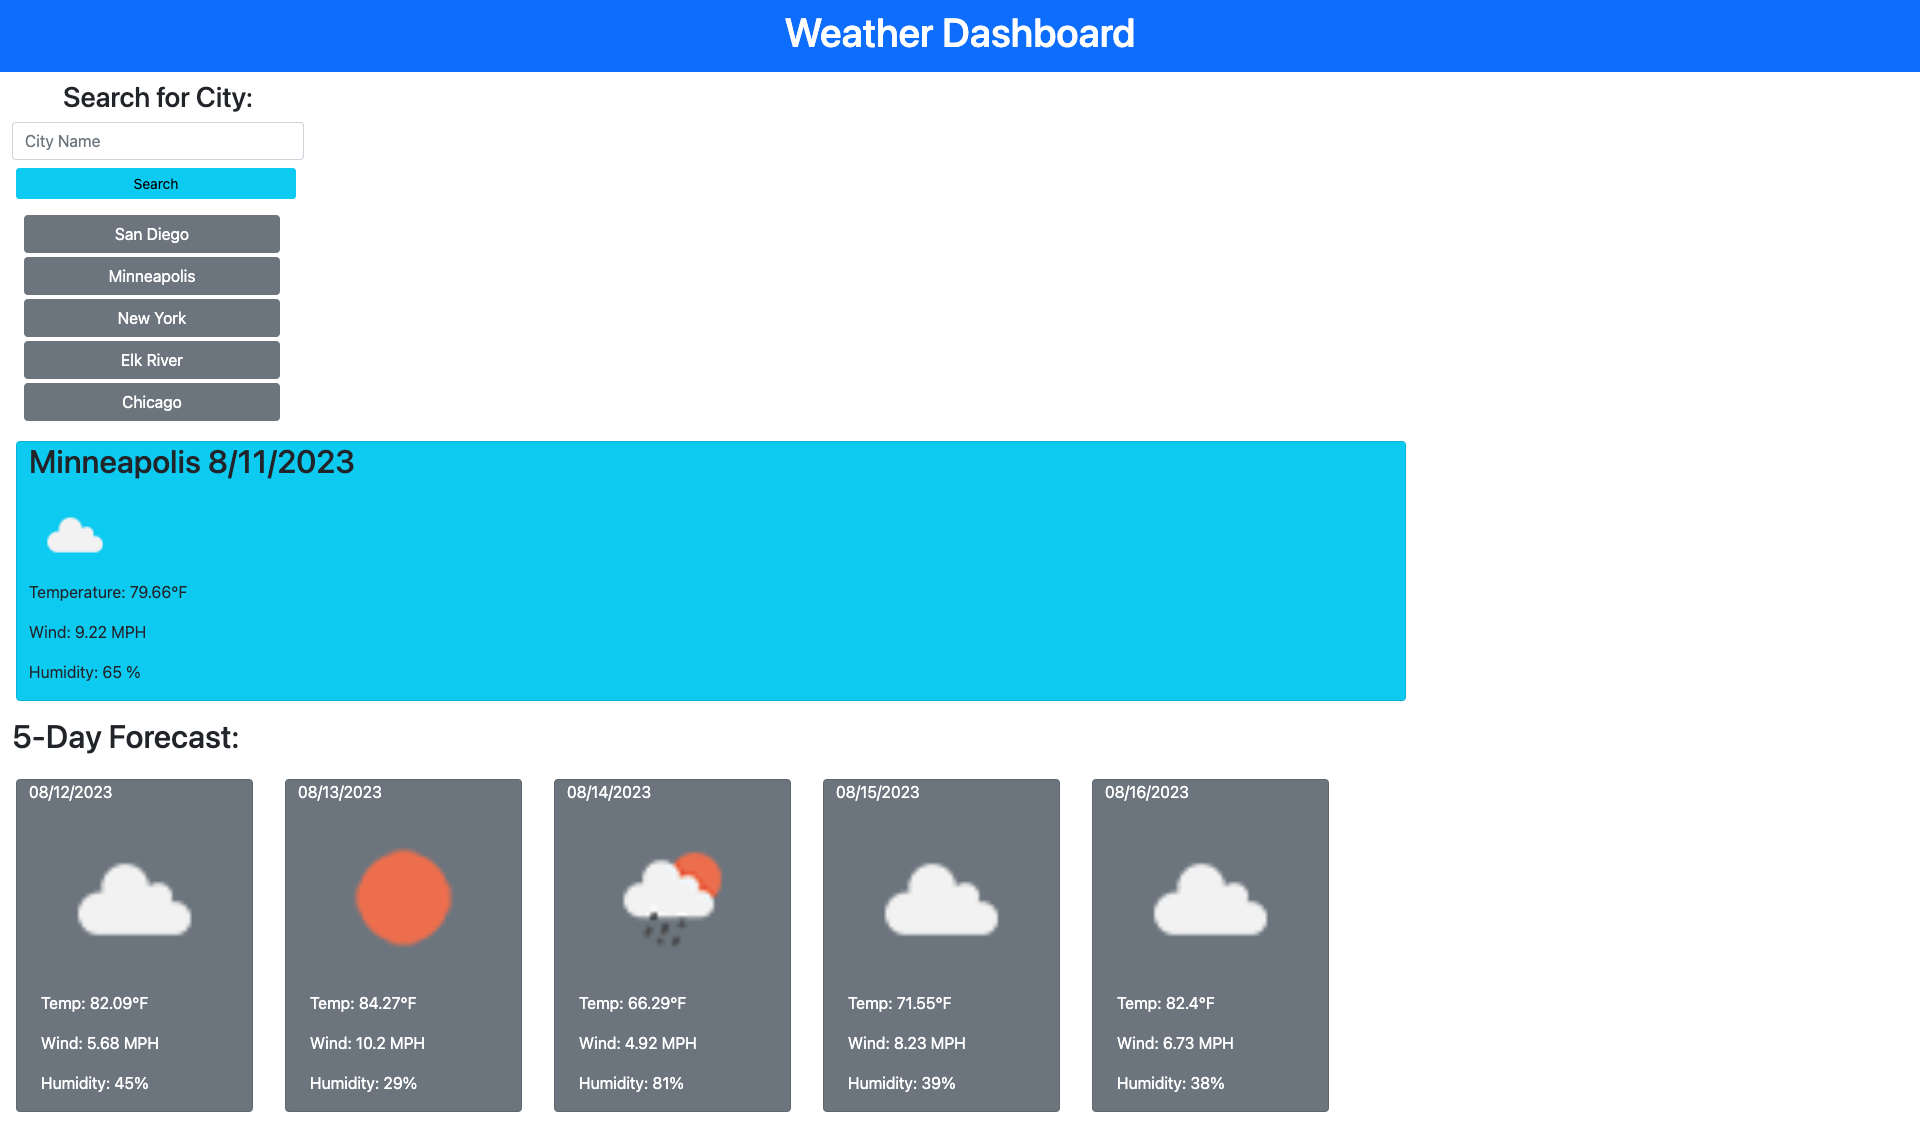 Weather Dashboard
Search for City:
City Name
Search
San Diego
Minneapolis
New York
Elk River
Chicago
Minneapolis 8/11/2023
Temperature: 79.66°F
Wind: 9.22 MPH
Humidity: 65 %
5-Day Forecast:
08/12/2023
Temp: 82.09°F
Wind: 5.68 MPH
Humidity: 45%
08/13/2023
Temp: 84.27°F
Wind: 10.2 MPH
Humidity: 29%
08/14/2023
Temp: 66.29°F
Wind: 4.92 MPH
Humidity: 81%
08/15/2023
Temp: 71.55°F
Wind: 8.23 MPH
Humidity: 39%
08/16/2023
Temp: 82.4°F
Wind: 6.73 MPH
Humidity: 38%